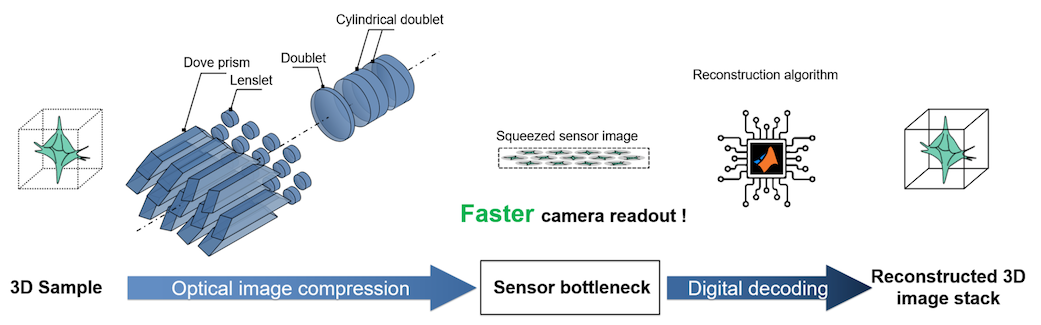 Cylindrical doublet
Doublet
Dove prism
Lenslet
Reconstruction algorithm
Squeezed sensor image
Faster camera readout !
3D Sample
Optical image compression
Sensor bottleneck
Digital decoding
Reconstructed 3D
image stack